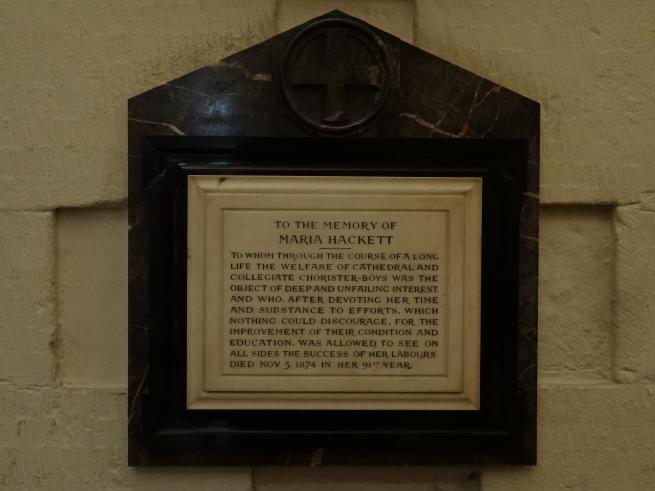 TO THE MEMORY OF
MARIA HACKETT
TO WHOM THROUGH THE COURSE OF A LONG
LIFE THE WELFARE OF CATHEDRAL AND
COLLEGIATE CHORISTER-BOYS WAS THE
OBJECT OF DEEP AND UNFAILING INTEREST,
AND WHO, AFTER DEVOTING HER TIME
AND SUBSTANCE TO EFFORTS, WHICH
NOTHING COULD DISCOURAGE, FOR THE
IMPROVEMENT OF THEIR CONDITION AND
EDUCATION, WAS ALLOWED TO SEE ON
ALL SIDES THE SUCCESS OF HER LABOURS.
DIED NOV. 5. 1874 IN HER 91ST YEAR.